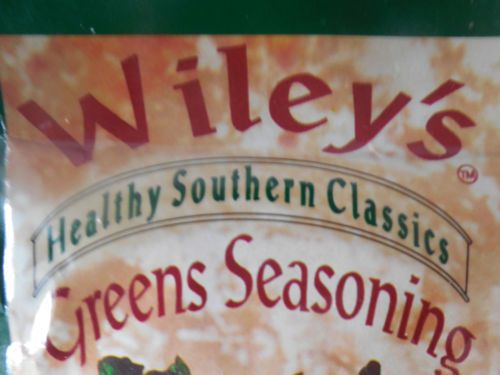 Wiley's
TM
Healthy Southern Classics
Greens Seasoning